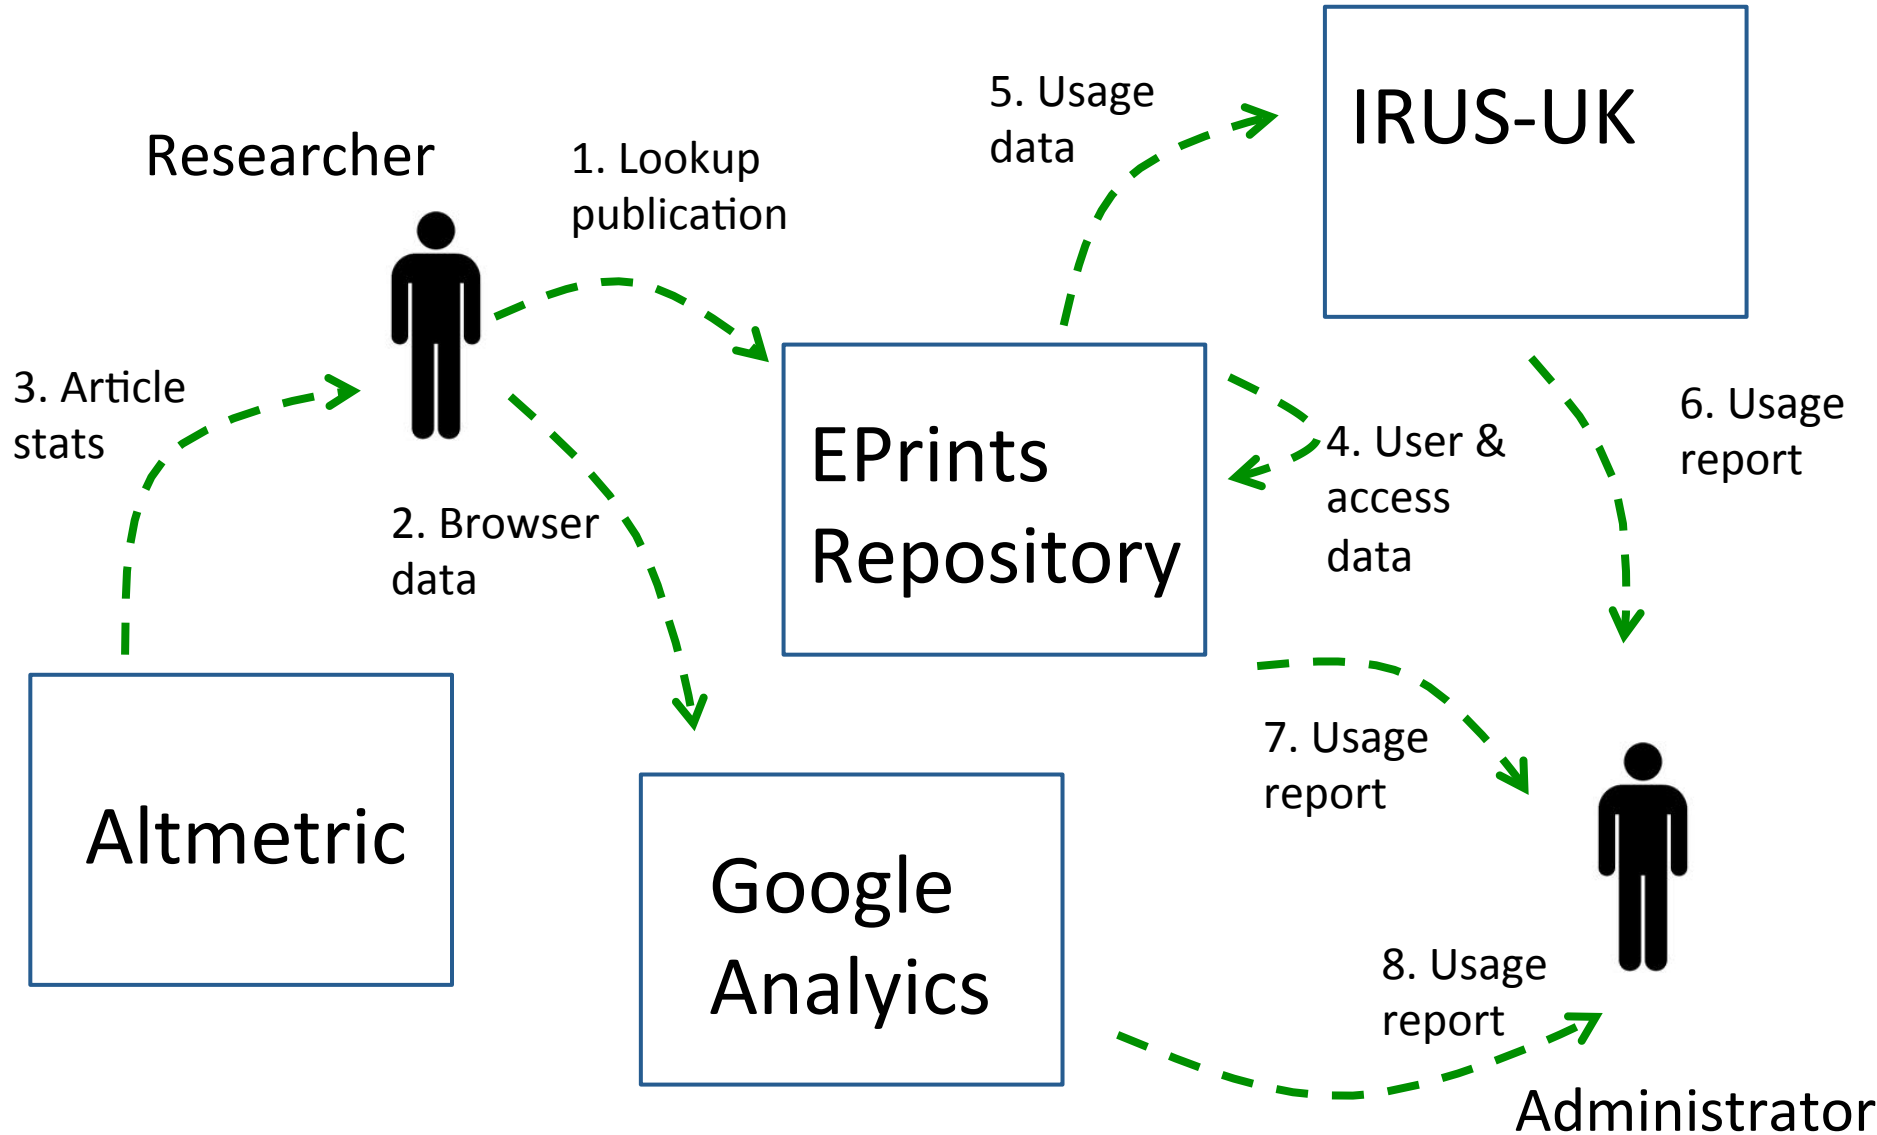 Researcher
1. Lookup
publication
5. Usage
data
IRUS-UK
3. Article
stats
2. Browser
data
EPrints
Repository
4. User &
access
data
6. Usage
report
7. Usage
report
Altmetric
Google
Analyics
8. Usage
report
Administrator